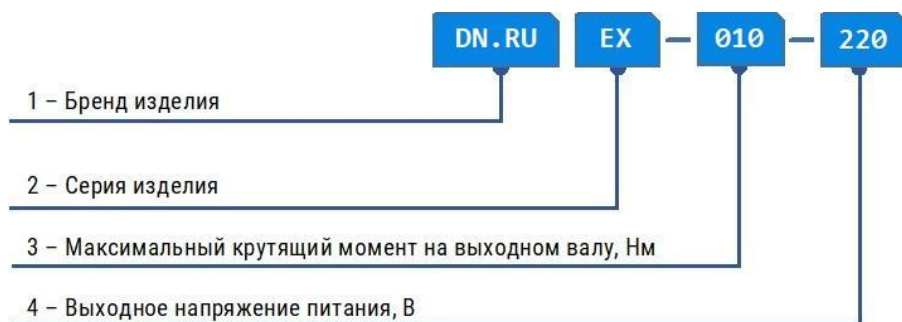 DN.RU EX – 010 – 220
1 – Бренд изделия
2 – Серия изделия
3 – Максимальный крутящий момент на выходном валу, Нм
4 – Выходное напряжение питания, В